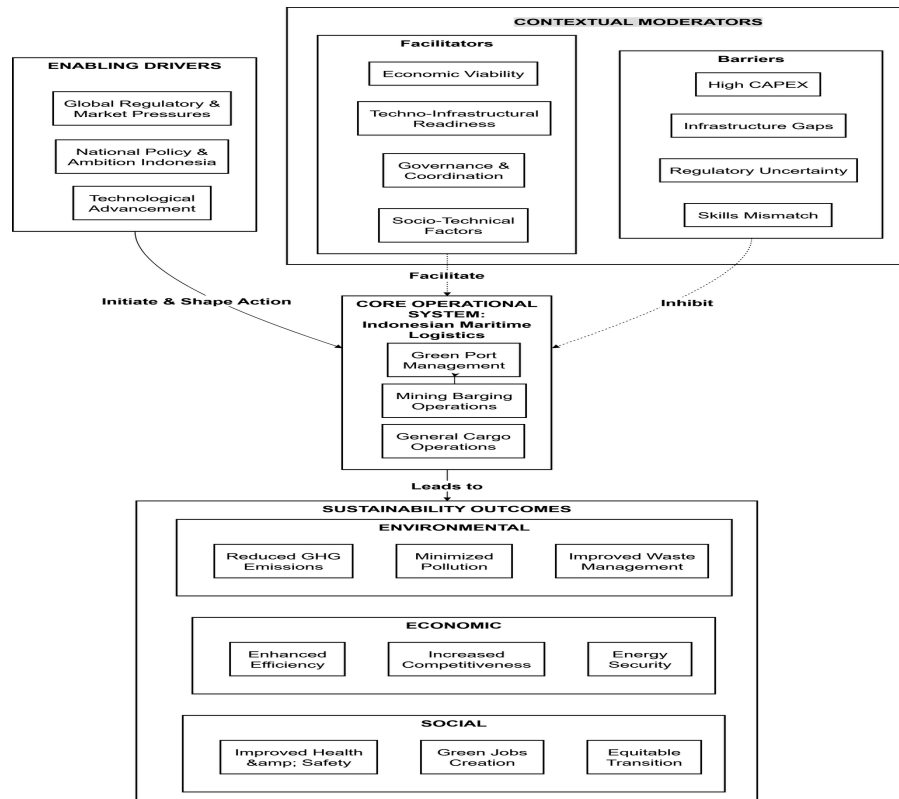 CONTEXTUAL MODERATORS
Facilitators
Economic Viability
Techno-Infrastructural
Readiness
Governance &
Coordination
Socio-Technical
Factors
Barriers
High CAPEX
Infrastructure Gaps
Regulatory Uncertainty
Skills Mismatch
ENABLING DRIVERS
Global Regulatory &
Market Pressures
National Policy &
Ambition Indonesia
Technological
Advancement
Initiate & Shape Action
Facilitate
Inhibit
CORE OPERATIONAL
SYSTEM:
Indonesian Maritime
Logistics
Green Port
Management
Mining Barging
Operations
General Cargo
Operations
Leads to
SUSTAINABILITY OUTCOMES
ENVIRONMENTAL
Reduced GHG
Emissions
Minimized
Pollution
Improved Waste
Management
ECONOMIC
Enhanced
Efficiency
Increased
Competitiveness
Energy
Security
SOCIAL
Improved Health
&amp; Safety
Green Jobs
Creation
Equitable
Transition